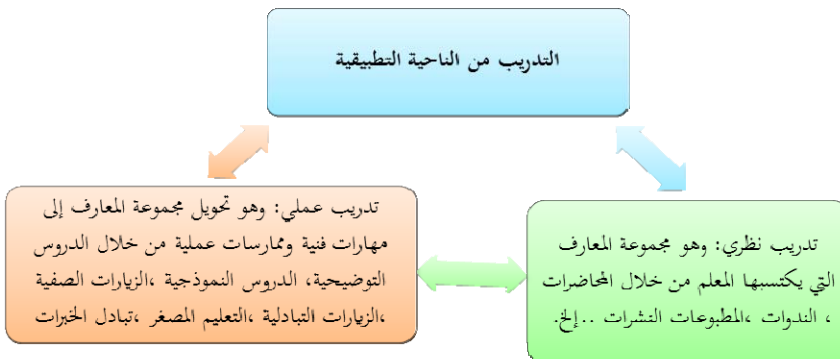 التدريب من الناحية التطبيقية
تدريب نظري: وهو مجموعة المعارف
التي يكتسبها المعلم من خلال المحاضرات
، الندوات ،المطبوعات النشرات ..إلخ.
تدريب عملي: وهو تحويل مجموعة المعارف إلى
مهارات فنية وممارسات عملية من خلال الدروس
التوضيحية، الدروس النموذجية ،الزيارات الصفية
،الزيارات التبادلية ،التعليم المصغر ،تبادل الخبرات